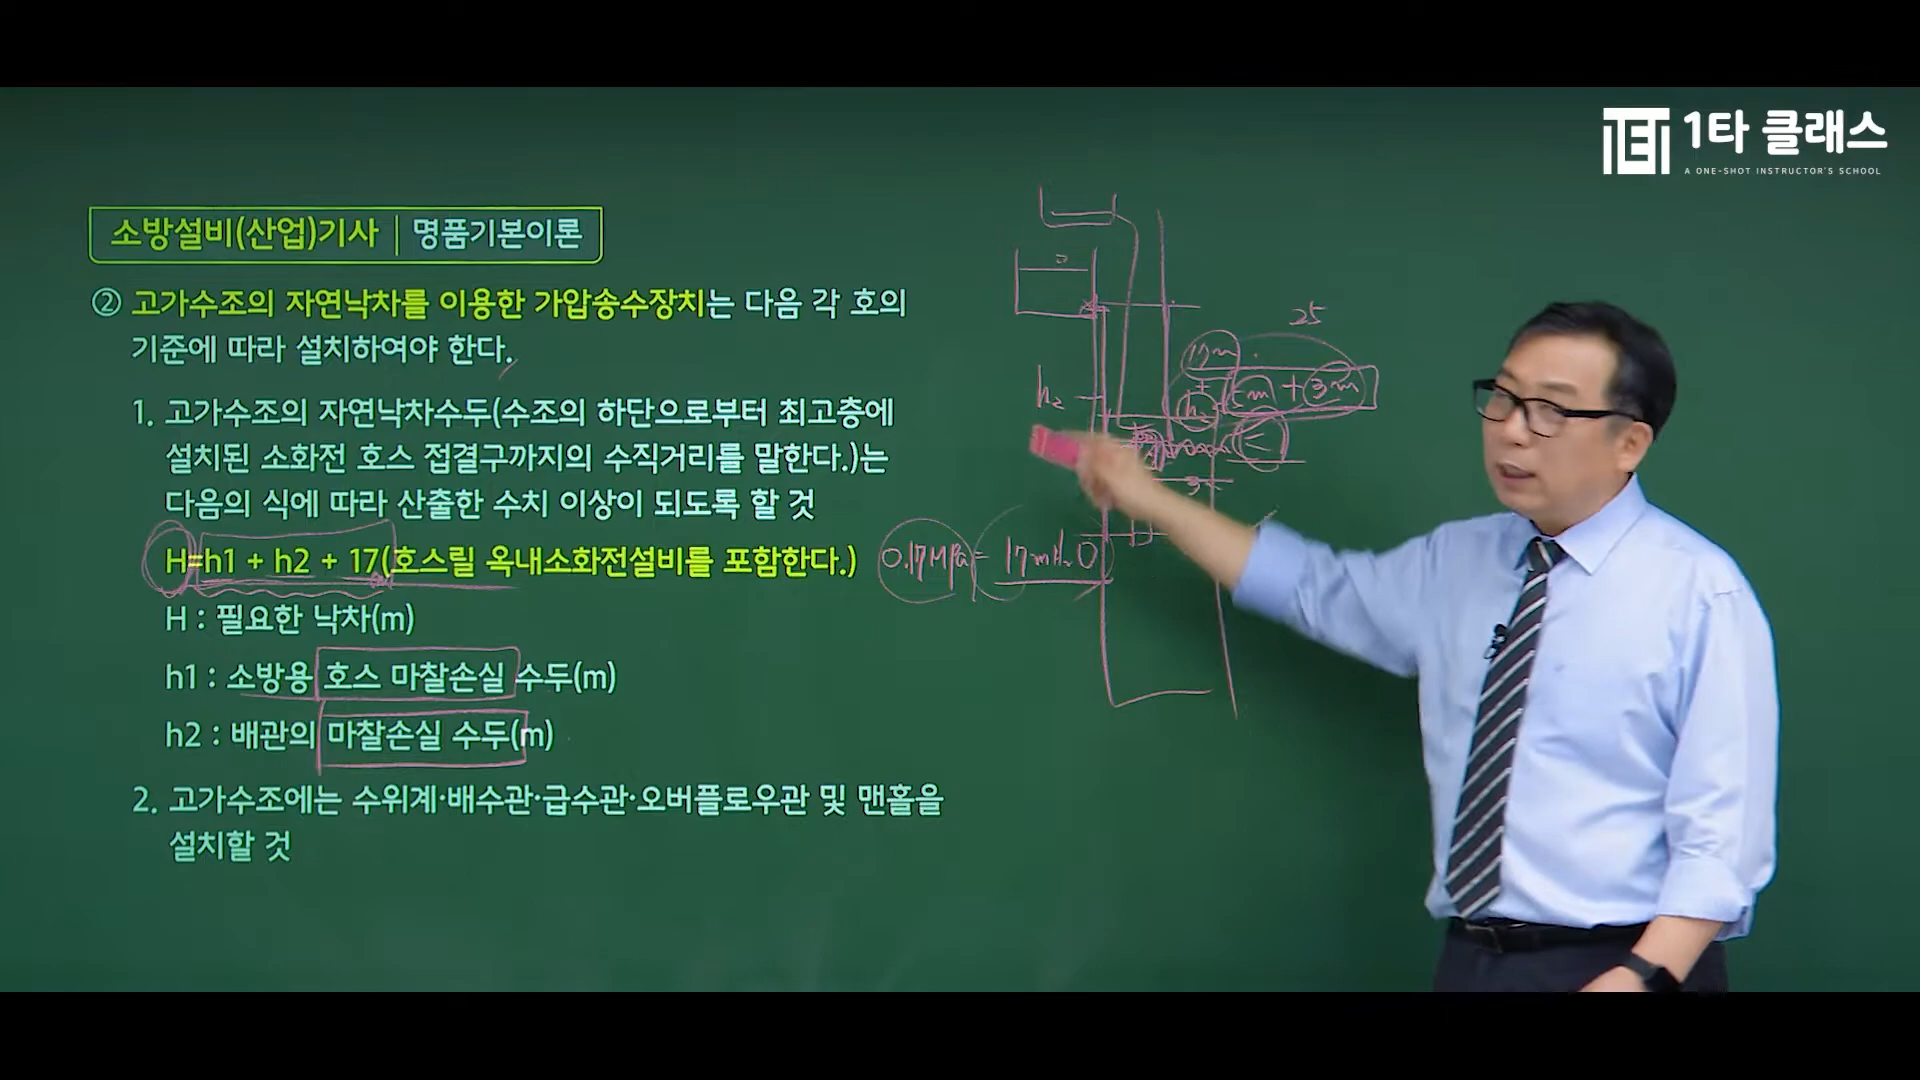 1타 클래스
A ONE-SHOT INSTRUCTOR'S SCHOOL
소방설비(산업)기사 | 명품기본이론
② 고가수조의 자연낙차를 이용한 가압송수장치는 다음 각 호의
기준에 따라 설치하여야 한다.
1. 고가수조의 자연낙차수두(수조의 하단으로부터 최고층에
설치된 소화전 호스 접결구까지의 수직거리를 말한다.)는
다음의 식에 따라 산출한 수치 이상이 되도록 할 것
H=h1 + h2 + 17(호스릴 옥내소화전설비를 포함한다.)
H : 필요한 낙차(m)
h1 : 소방용 호스 마찰손실 수두(m)
h2 : 배관의 마찰손실 수두(m)
2. 고가수조에는 수위계·배수관·급수관·오버플로우관 및 맨홀을
설치할 것
25
17m
+
5m + 3m
h2
0.17MPa = 17mH2O